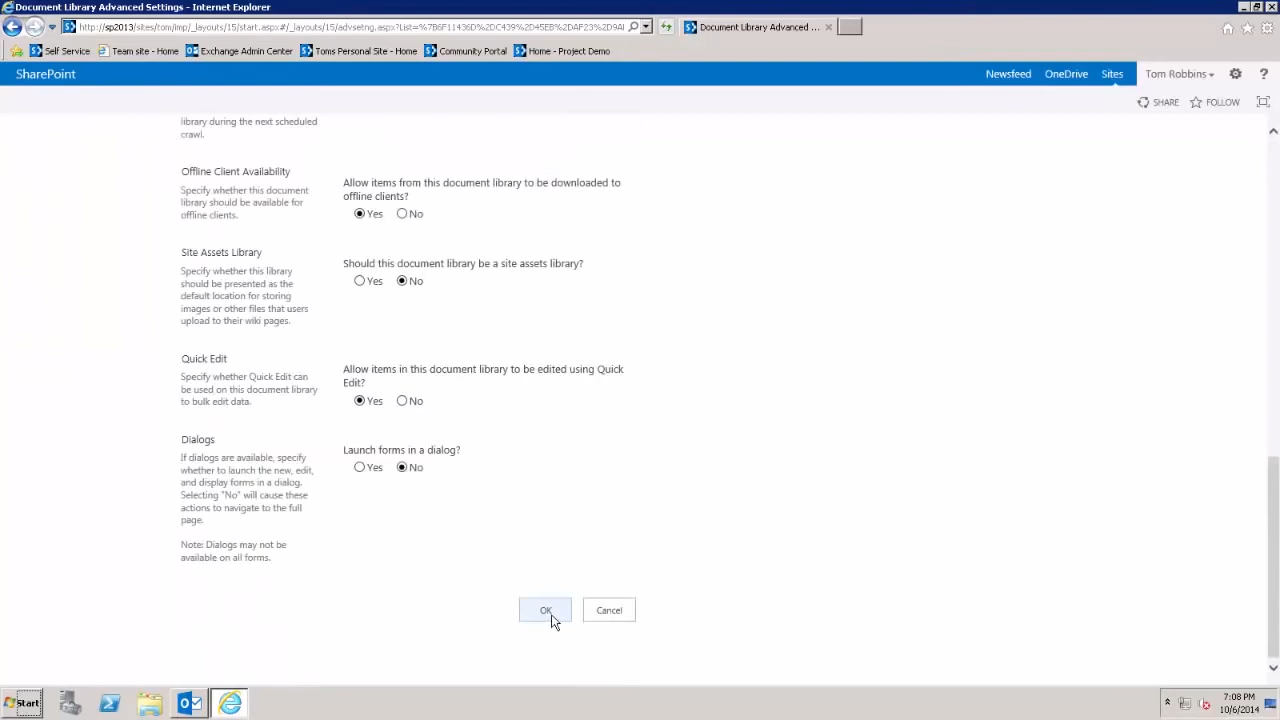 Document Library Advanced Settings - Internet Explorer
Document Library Advanced ...
Self Service
Team site - Home
Exchange Admin Center
Toms Personal Site - Home
Community Portal
Home - Project Demo
SharePoint
Newsfeed
OneDrive
Sites
Tom Robbins
SHARE
FOLLOW
library during the next scheduled
crawl.
Offline Client Availability
Specify whether this document
library should be available for
offline clients.
Allow items from this document library to be downloaded to
offline clients?
Yes
No
Site Assets Library
Specify whether this library
should be presented as the
default location for storing
images or other files that users
upload to their wiki pages.
Should this document library be a site assets library?
Yes
No
Quick Edit
Specify whether Quick Edit can
be used on this document library
to bulk edit data.
Allow items in this document library to be edited using Quick
Edit?
Yes
No
Dialogs
If dialogs are available, specify
whether to launch the new, edit,
and display forms in a dialog.
Selecting "No" will cause these
actions to navigate to the full
page.
Note: Dialogs may not be
available on all forms.
Launch forms in a dialog?
Yes
No
OK
Cancel
Start
7:08 PM
10/6/2014